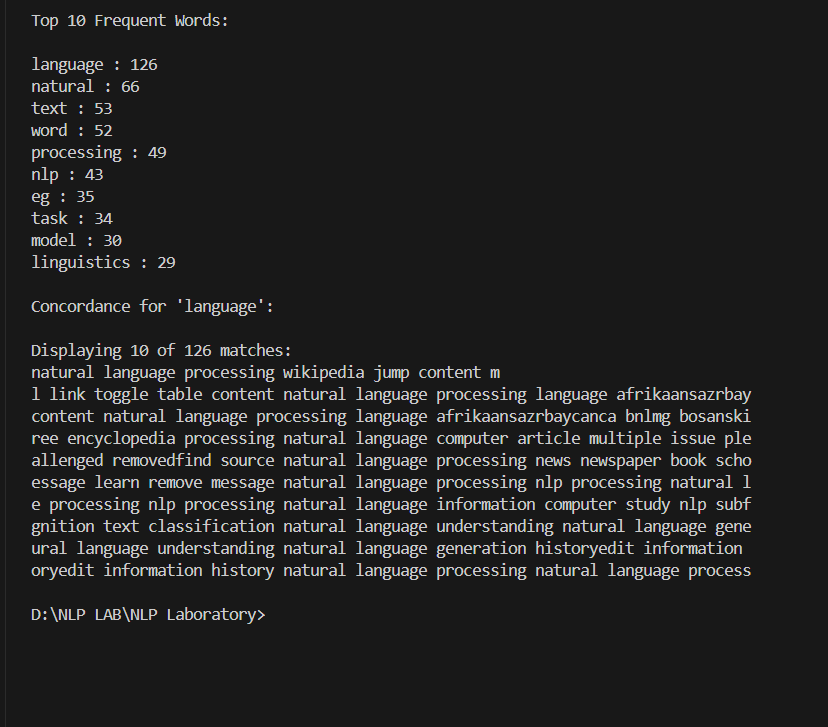 Top 10 Frequent Words:
language : 126
natural : 66
text : 53
word : 52
processing : 49
nlp : 43
eg : 35
task : 34
model : 30
linguistics : 29
Concordance for 'language':
Displaying 10 of 126 matches:
natural language processing wikipedia jump content m
l link toggle table content natural language processing language afrikaansazrbay
content natural language processing language afrikaansazrbaycanca bnlmg bosanski
ree encyclopedia processing natural language computer article multiple issue ple
allenged removedfind source natural language processing news newspaper book scho
essage learn remove message natural language processing nlp processing natural l
e processing nlp processing natural language information computer study nlp subf
gnition text classification natural language understanding natural language gene
ural language understanding natural language generation historyedit information
oryedit information history natural language processing natural language process
D:\NLP LAB\NLP Laboratory>